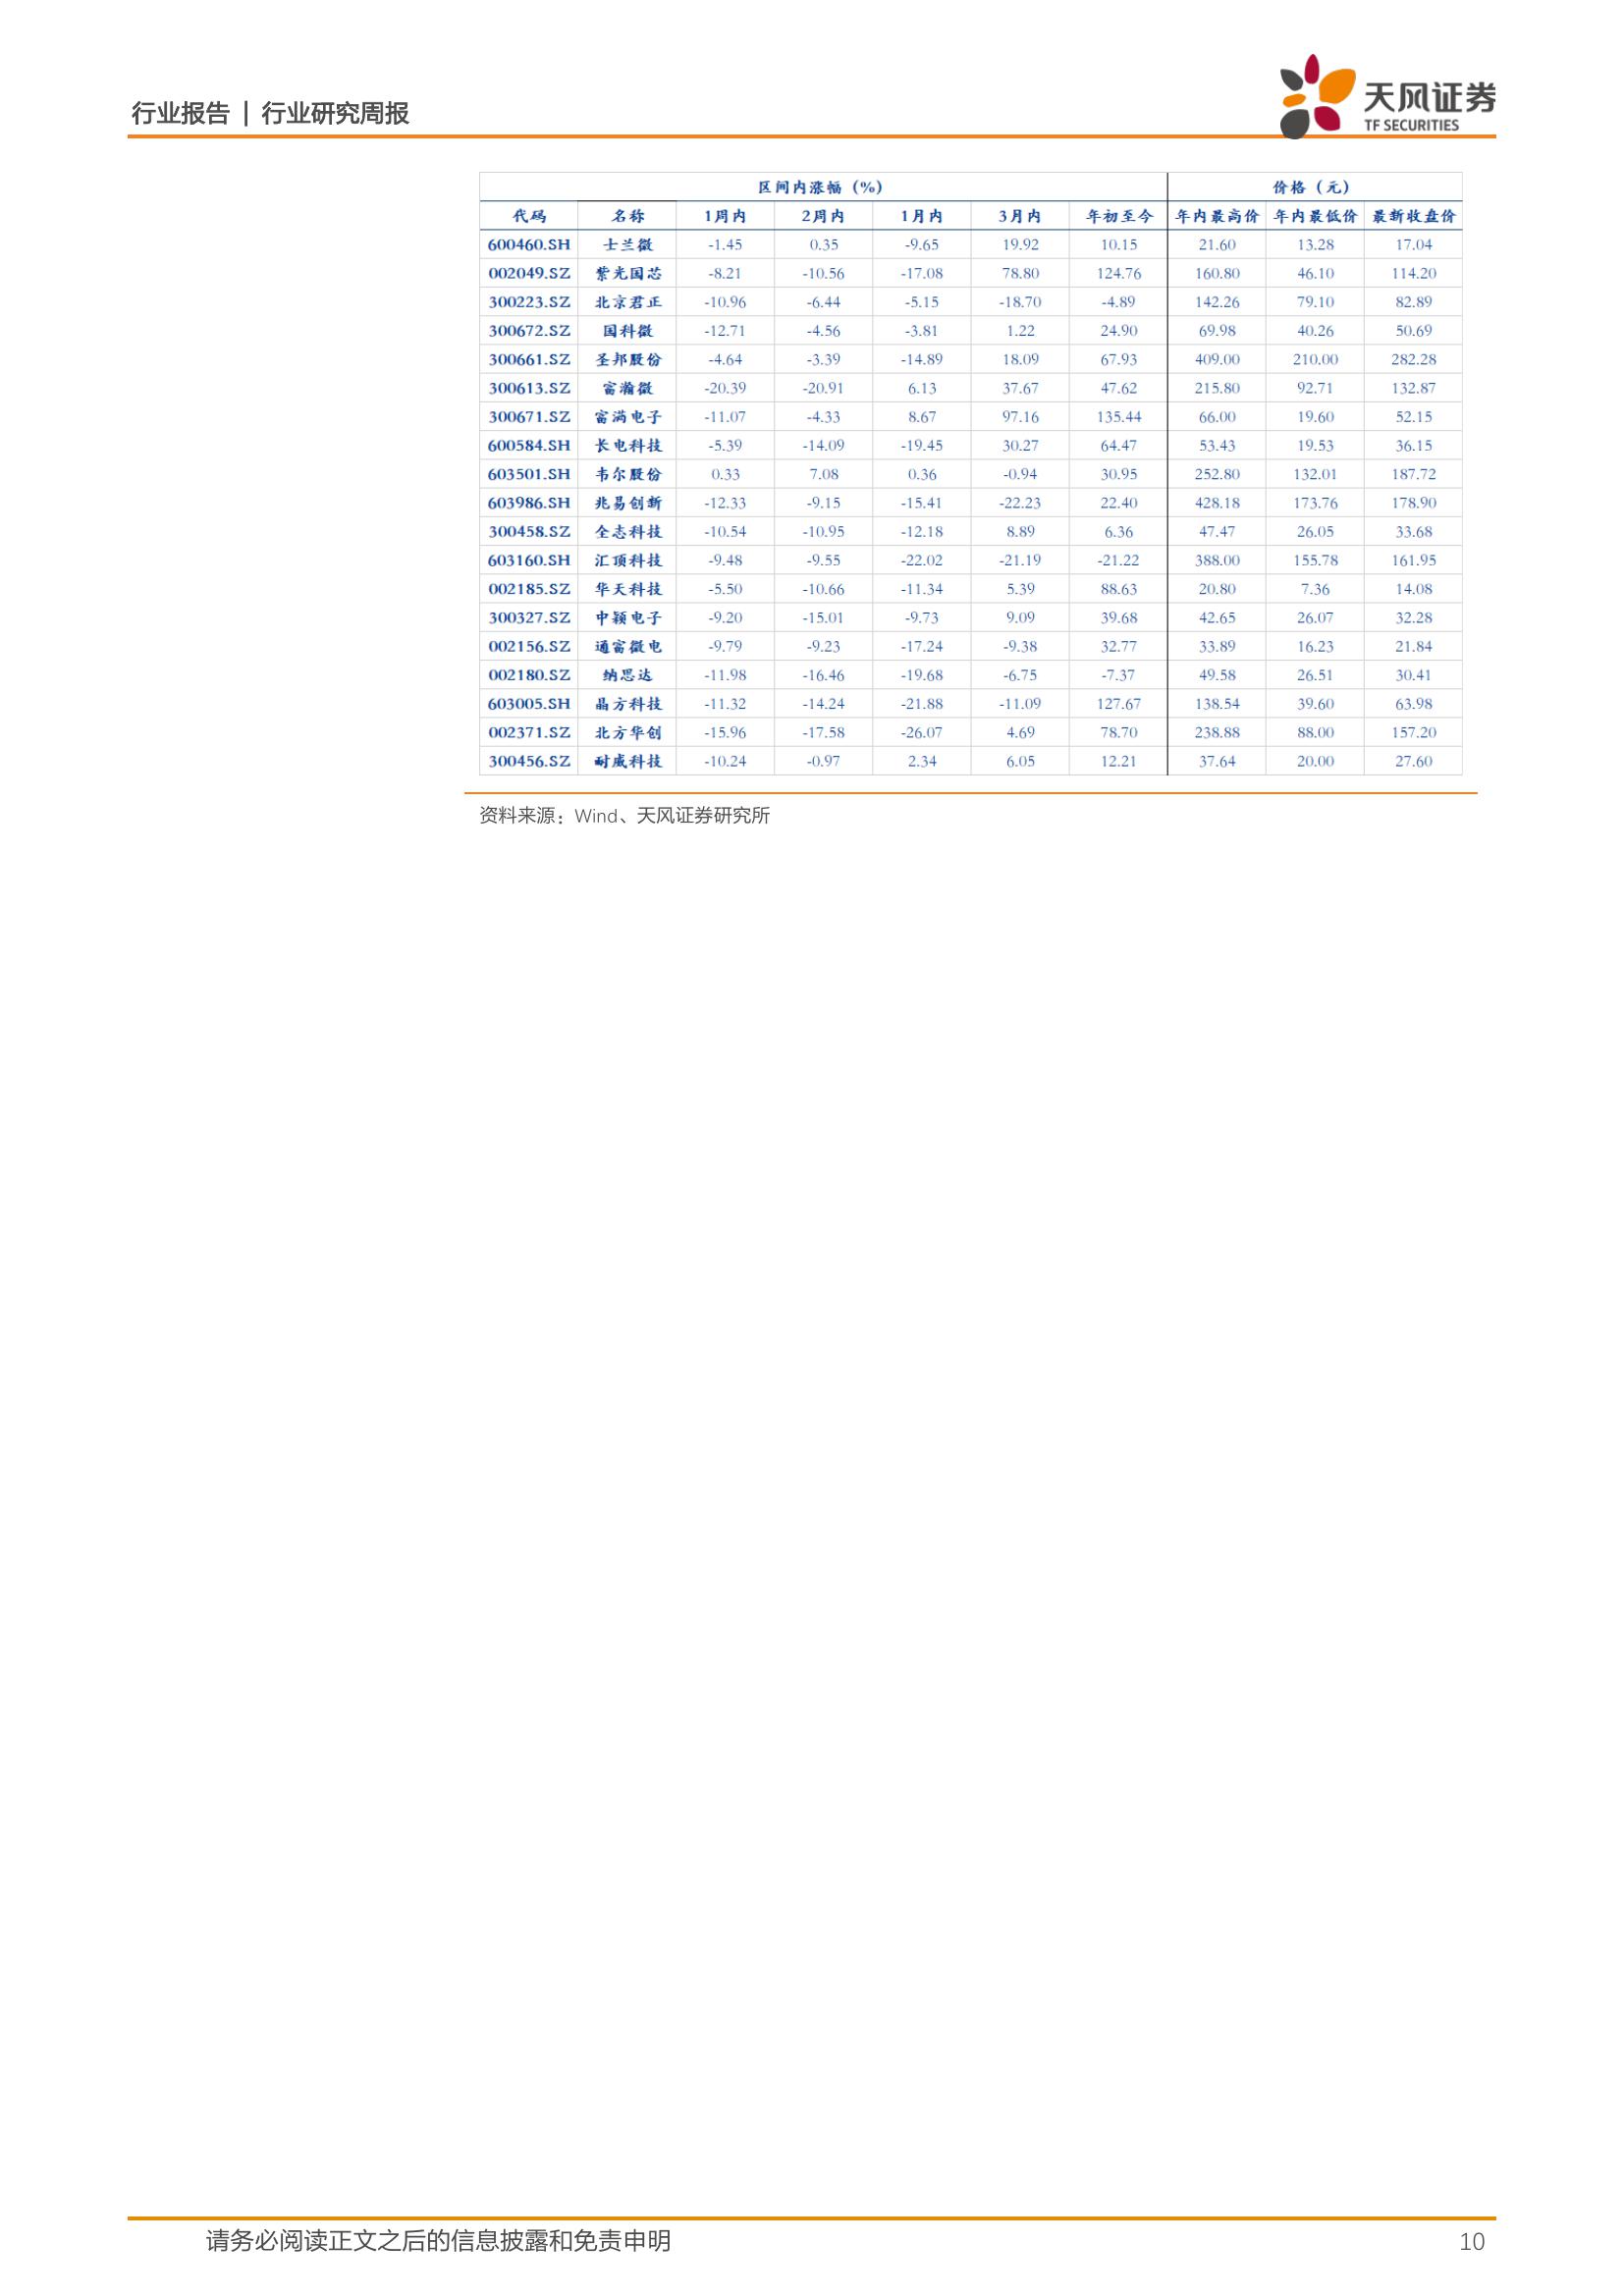 行业报告 | 行业研究周报
天风证券
TF SECURITIES
区间内涨幅（%） 价格（元）
代码 名称 1周内 2周内 1月内 3月内 年初至今 年内最高价 年内最低价 最新收盘价
600460.SH 士兰微 -1.45 0.35 -9.65 19.92 10.15 21.60 13.28 17.04
002049.SZ 紫光国芯 -8.21 -10.56 -17.08 78.80 124.76 160.80 46.10 114.20
300223.SZ 北京君正 -10.96 -6.44 -5.15 -18.70 -4.89 142.26 79.10 82.89
300672.SZ 国科微 -12.71 -4.56 -3.81 1.22 24.90 69.98 40.26 50.69
300661.SZ 圣邦股份 -4.64 -3.39 -14.89 18.09 67.93 409.00 210.00 282.28
300613.SZ 富瀚微 -20.39 -20.91 6.13 37.67 47.62 215.80 92.71 132.87
300671.SZ 富满电子 -11.07 -4.33 8.67 97.16 135.44 66.00 19.60 52.15
600584.SH 长电科技 -5.39 -14.09 -19.45 30.27 64.47 53.43 19.53 36.15
603501.SH 韦尔股份 0.33 7.08 0.36 -0.94 30.95 252.80 132.01 187.72
603986.SH 兆易创新 -12.33 -9.15 -15.41 -22.23 22.40 428.18 173.76 178.90
300458.SZ 全志科技 -10.54 -10.95 -12.18 8.89 6.36 47.47 26.05 33.68
603160.SH 汇顶科技 -9.48 -9.55 -22.02 -21.19 -21.22 388.00 155.78 161.95
002185.SZ 华天科技 -5.50 -10.66 -11.34 5.39 88.63 20.80 7.36 14.08
300327.SZ 中颖电子 -9.20 -15.01 -9.73 9.09 39.68 42.65 26.07 32.28
002156.SZ 通富微电 -9.79 -9.23 -17.24 -9.38 32.77 33.89 16.23 21.84
002180.SZ 纳思达 -11.98 -16.46 -19.68 -6.75 -7.37 49.58 26.51 30.41
603005.SH 晶方科技 -11.32 -14.24 -21.88 -11.09 127.67 138.54 39.60 63.98
002371.SZ 北方华创 -15.96 -17.58 -26.07 4.69 78.70 238.88 88.00 157.20
300456.SZ 耐威科技 -10.24 -0.97 2.34 6.05 12.21 37.64 20.00 27.60
资料来源：Wind、天风证券研究所
请务必阅读正文之后的信息披露和免责申明 10